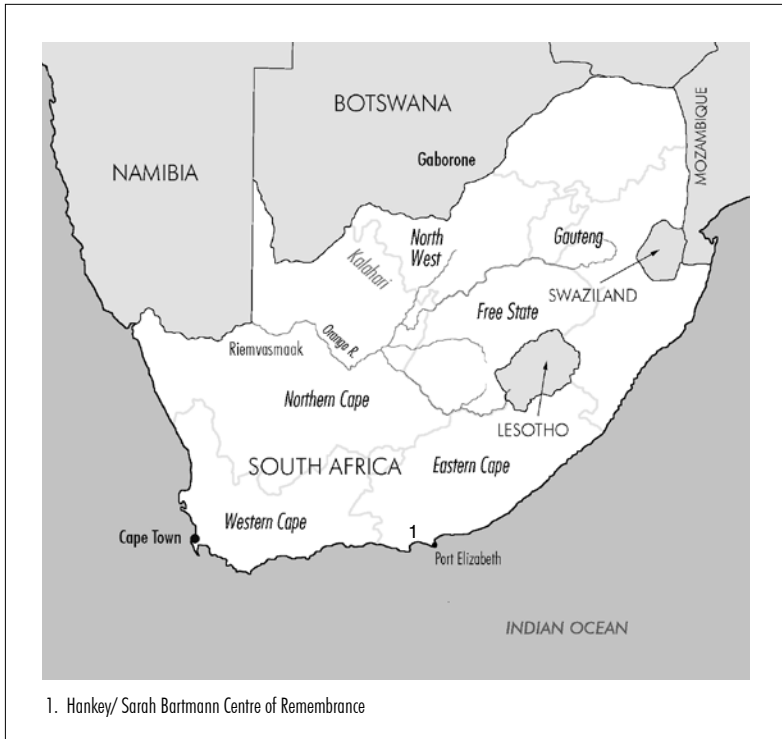 BOTSWANA
MOZAMBIQUE
Gaborone
NAMIBIA
North
West
Gauteng
Kalahari
SWAZILAND
Free State
Orange R.
Riemvasmaak
Northern Cape
LESOTHO
SOUTH AFRICA
Eastern Cape
Western Cape
1
Cape Town
Port Elizabeth
INDIAN OCEAN
1. Hankey/ Sarah Bartmann Centre of Remembrance